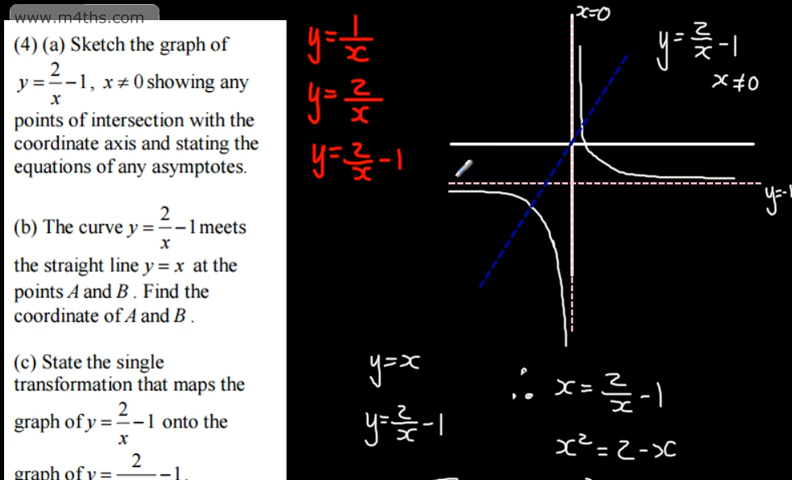 www.m4ths.com
(4) (a) Sketch the graph of
y = 2/x − 1, x ≠ 0 showing any
points of intersection with the
coordinate axis and stating the
equations of any asymptotes.
(b) The curve y = 2/x − 1 meets
the straight line y = x at the
points A and B . Find the
coordinate of A and B .
(c) State the single
transformation that maps the
graph of y = 2/x − 1 onto the
graph of y = 2 −1.
y = 1/x
y = 2/x
y = 2/x − 1
x=0
y = 2/x − 1
x ≠ 0
y=-1
y=x
y = 2/x − 1
∴ x = 2/x − 1
x² = 2 − x